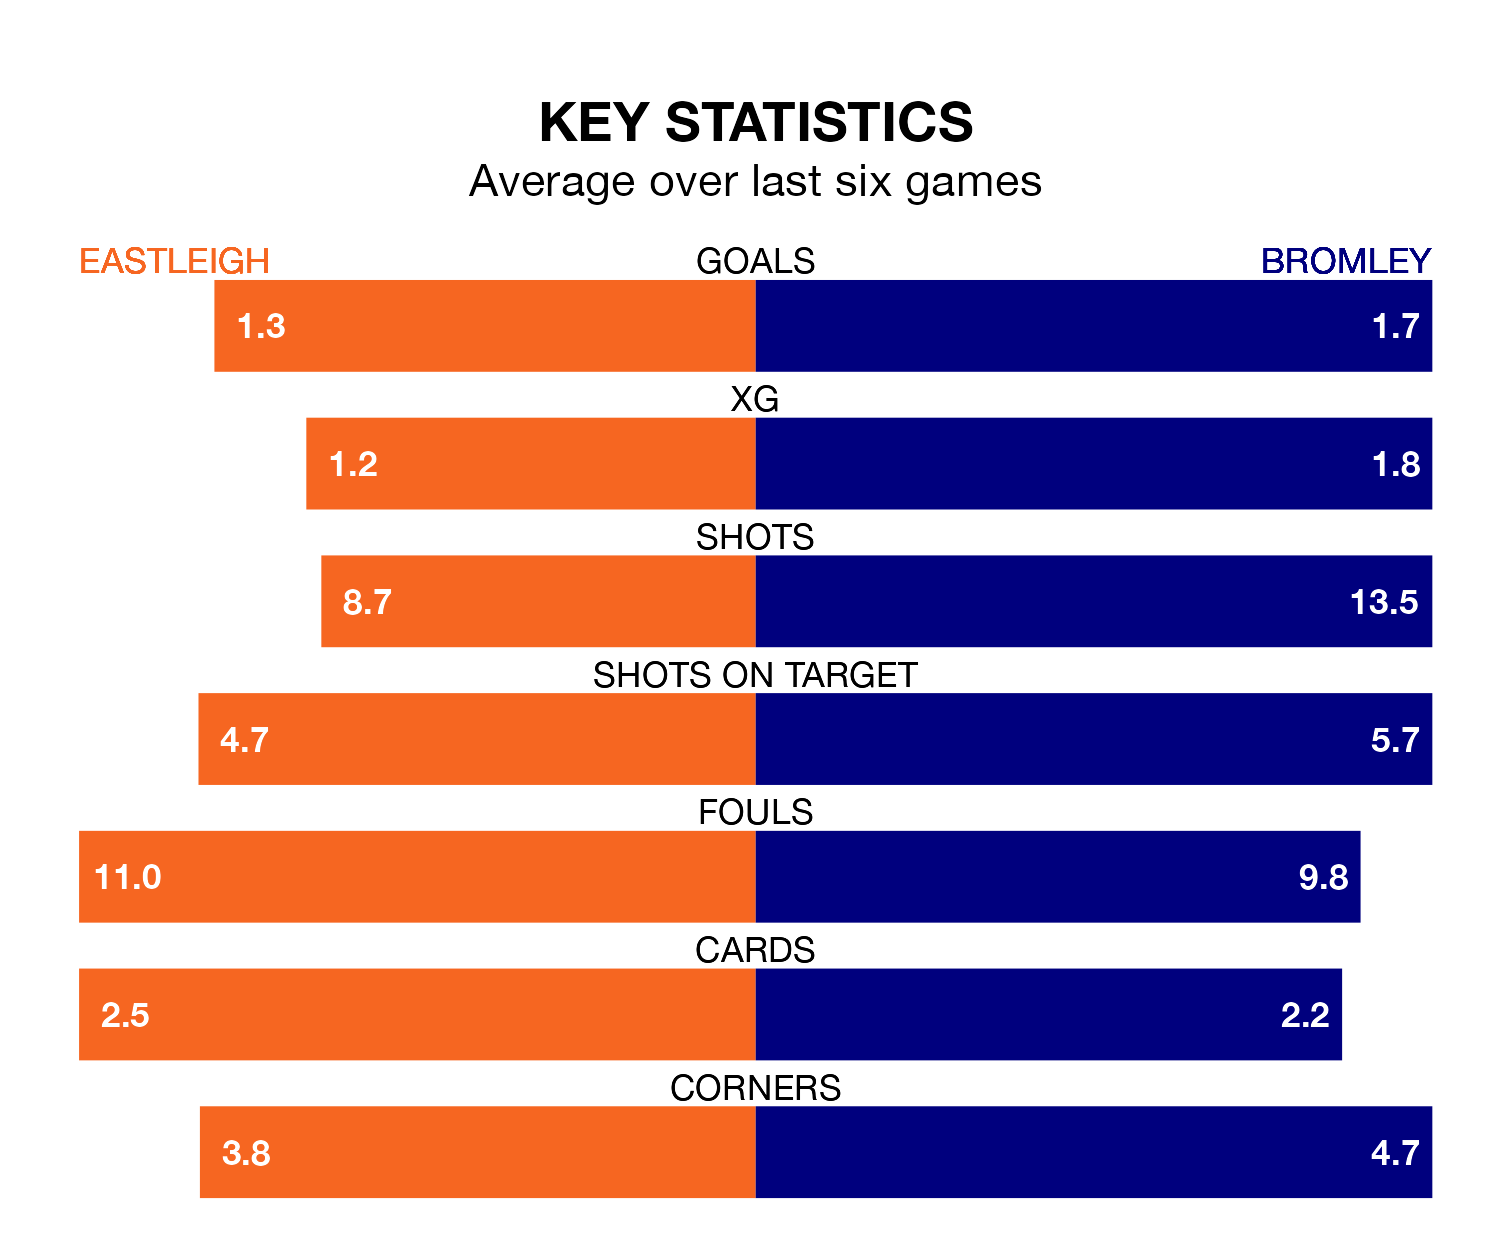 KEY STATISTICS
Average over last six games
EASTLEIGH GOALS BROMLEY
1.3 1.7
XG
1.2 1.8
SHOTS
8.7 13.5
SHOTS ON TARGET
4.7 5.7
FOULS
11.0 9.8
CARDS
2.5 2.2
CORNERS
3.8 4.7